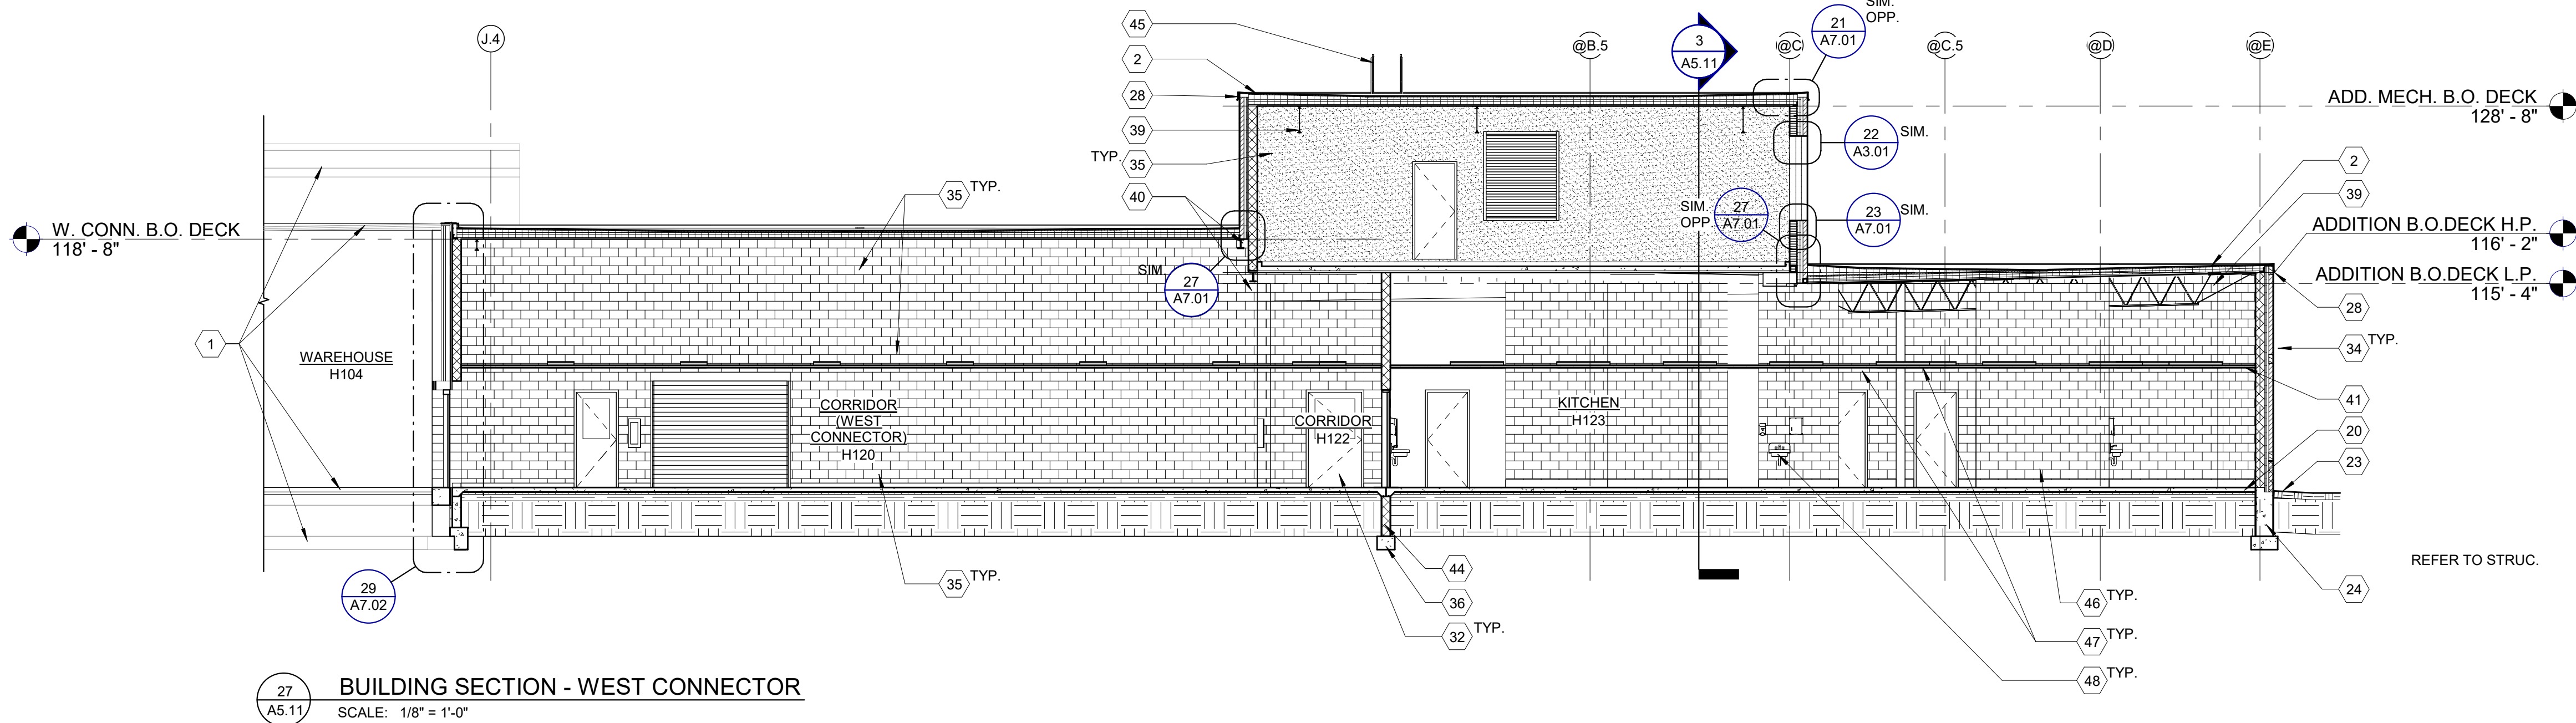 SIM.
OPP.
21
A7.01
45
J.4
@B.5
3
A5.11
@C
@C.5
@D
@E
2
28
ADD. MECH. B.O. DECK
128' - 8"
39
22
A3.01
SIM.
TYP.
35
2
35
TYP.
40
39
SIM.
OPP.
27
A7.01
23
A7.01
SIM.
W. CONN. B.O. DECK
118' - 8"
ADDITION B.O.DECK H.P.
116' - 2"
SIM.
27
A7.01
ADDITION B.O.DECK L.P.
115' - 4"
28
1
WAREHOUSE
H104
34
TYP.
41
CORRIDOR
(WEST
CONNECTOR)
H120
CORRIDOR
H122
KITCHEN
H123
20
23
REFER TO STRUC.
44
35
TYP.
24
29
A7.02
36
46
TYP.
32
TYP.
47
TYP.
48
TYP.
27
A5.11
BUILDING SECTION - WEST CONNECTOR
SCALE: 1/8" = 1'-0"